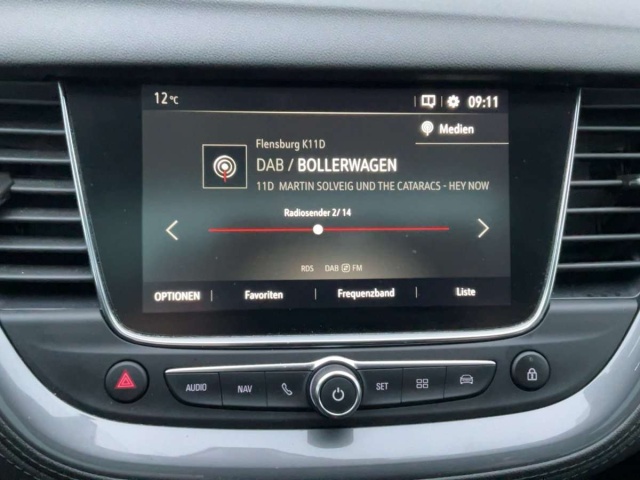 12°C 09:11
Medien
Flensburg K11D
DAB / BOLLERWAGEN
11D MARTIN SOLVEIG UND THE CATARACS - HEY NOW
Radiosender 2/14
RDS DAB FM
OPTIONEN Favoriten Frequenzband Liste
AUDIO NAV SET